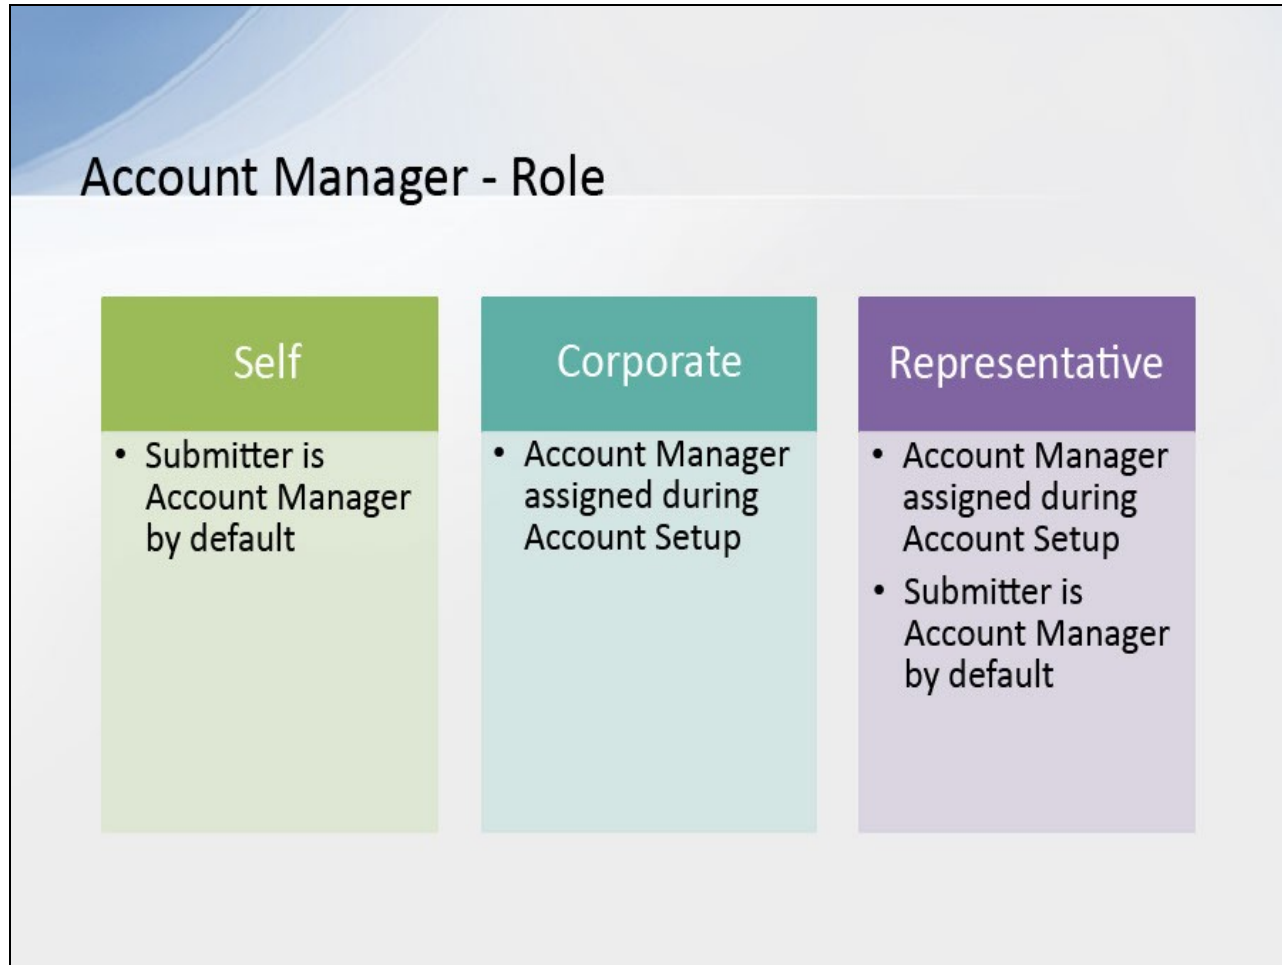 Account Manager - Role
Self
• Submitter is
Account Manager
by default
Corporate
• Account Manager
assigned during
Account Setup
Representative
• Account Manager
assigned during
Account Setup
• Submitter is
Account Manager
by default